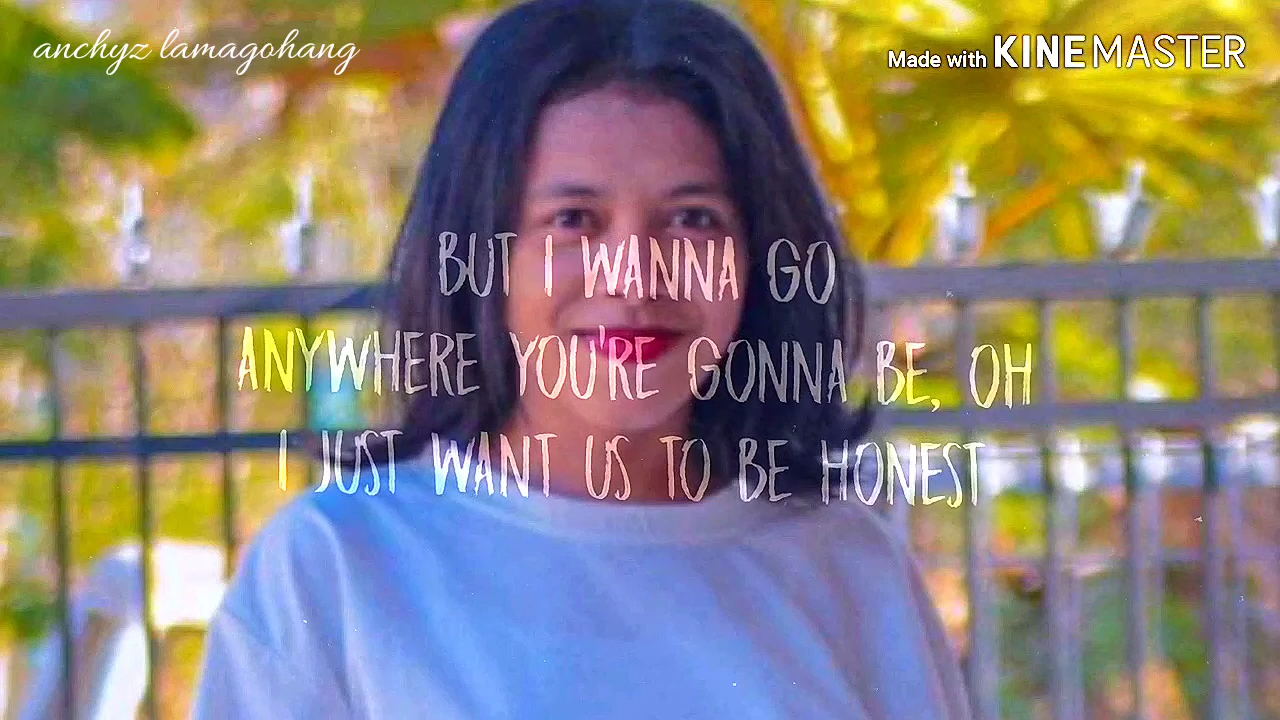 anchyz lamagohang
Made with KINEMASTER
BUT I WANNA GO
ANYWHERE YOU'RE GONNA BE, OH
I JUST WANT US TO BE HONEST